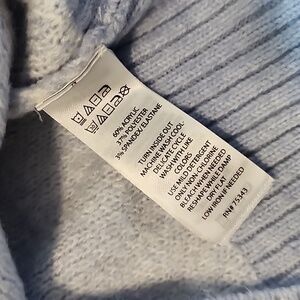 60% ACRYLIC
37% POLYESTER
3% SPANDEX/ ELASTANE
TURN INSIDE OUT
MACHINE WASH COOL-
DELICATE CYCLE
WASH WITH LIKE
COLORS
USE MILD DETERGENT
ONLY NON CHLORINE
BLEACH WHEN NEEDED
RESHAPE WHILE DAMP
DRY FLAT
LOW IRON IF NEEDED
RN# 75343